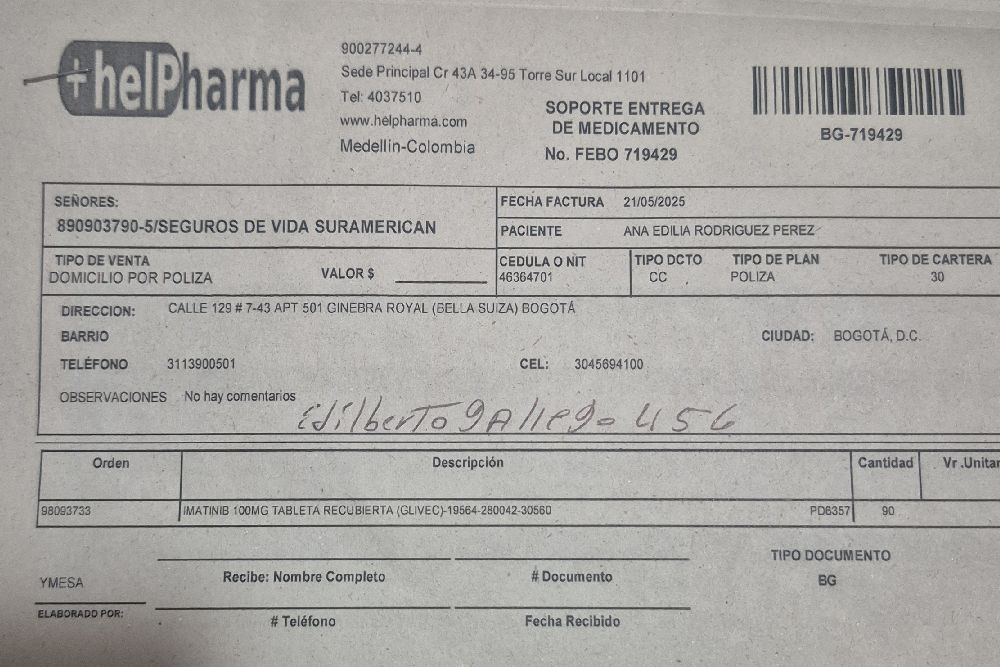 +helPharma
900277244-4
Sede Principal Cr 43A 34-95 Torre Sur Local 1101
Tel: 4037510
www.helpharma.com
Medellin-Colombia
SOPORTE ENTREGA
DE MEDICAMENTO
No. FEBO 719429
BG-719429
SEÑORES:
890903790-5/SEGUROS DE VIDA SURAMERICAN
FECHA FACTURA 21/05/2025
PACIENTE ANA EDILIA RODRIGUEZ PEREZ
TIPO DE VENTA
DOMICILIO POR POLIZA
VALOR $
CEDULA O NIT
46364701
TIPO DCTO
CC
TIPO DE PLAN
POLIZA
TIPO DE CARTERA
30
DIRECCION: CALLE 129 # 7-43 APT 501 GINEBRA ROYAL (BELLA SUIZA) BOGOTÁ
BARRIO CIUDAD: BOGOTÁ, D.C.
TELÉFONO 3113900501 CEL: 3045694100
OBSERVACIONES No hay comentarios
Edilberto gallego 456
Orden Descripción Cantidad Vr .Unitar
98093733 IMATINIB 100MG TABLETA RECUBIERTA (GLIVEC)-19564-280042-30560 PD6357 90
TIPO DOCUMENTO
BG
Recibe: Nombre Completo # Documento
YMESA
ELABORADO POR:
# Teléfono Fecha Recibido